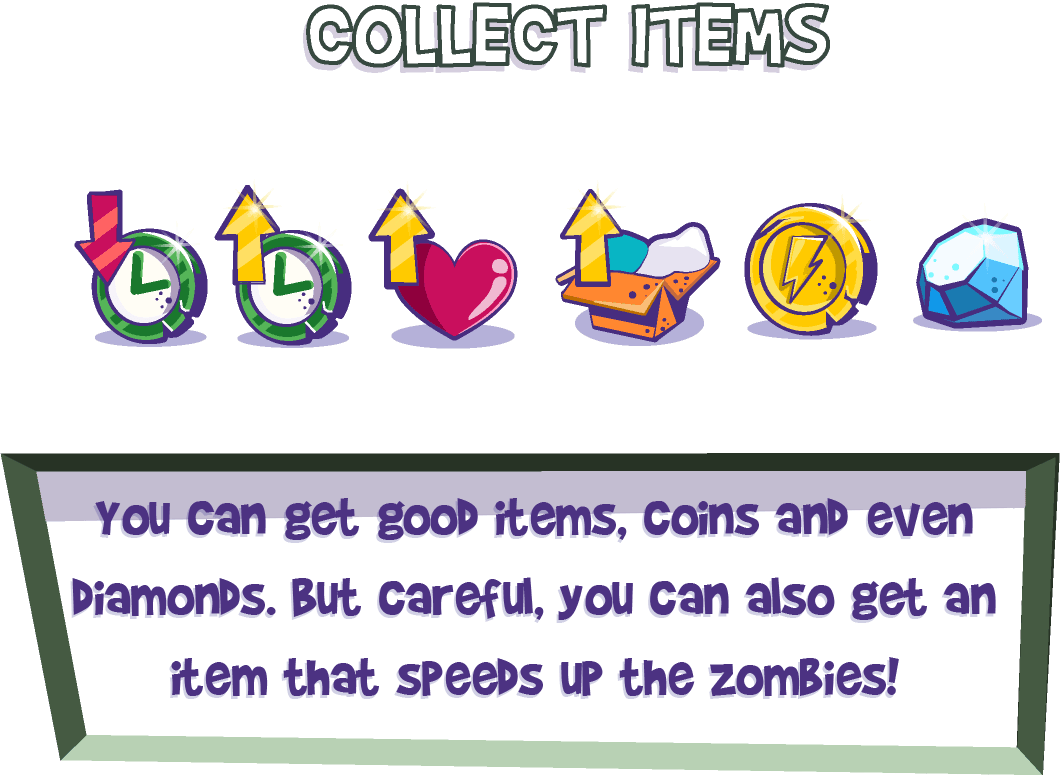 COLLECT ITEMS
You can get good items, coins and even
Diamonds. But careful, you can also get an
item that speeds up the zombies!